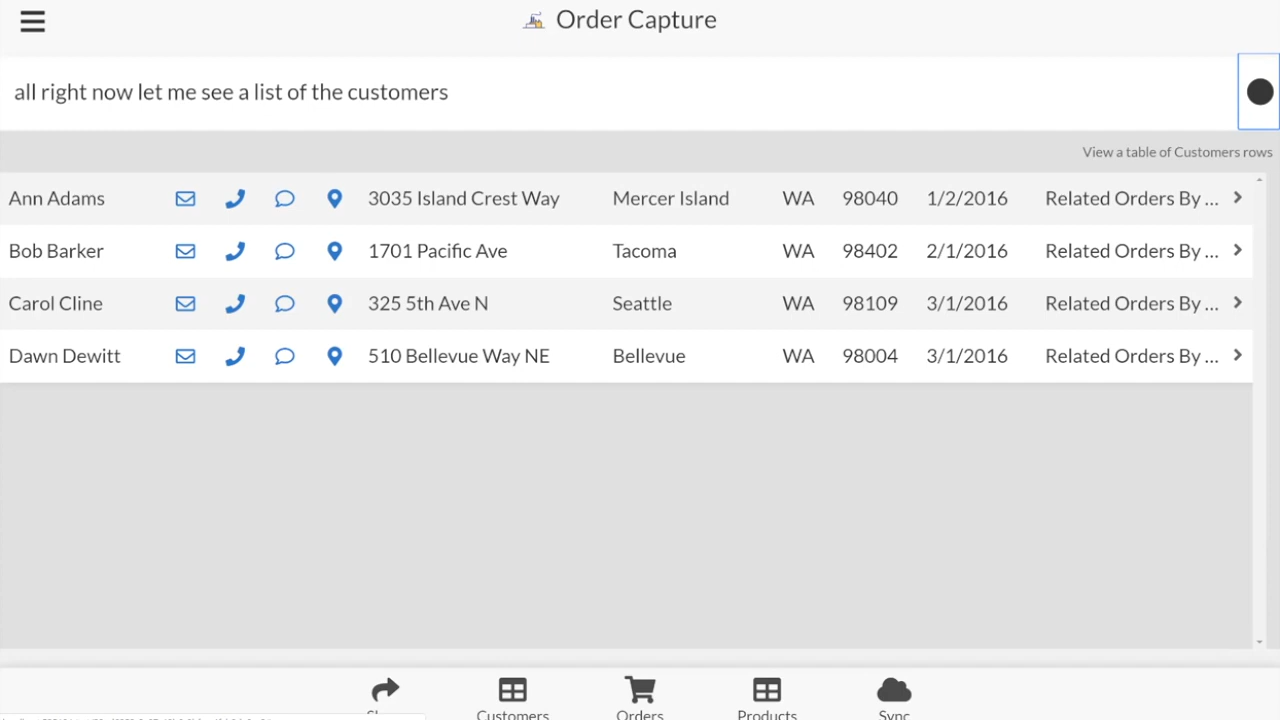 Order Capture
all right now let me see a list of the customers
View a table of Customers rows
Ann Adams 3035 Island Crest Way Mercer Island WA 98040 1/2/2016 Related Orders By ...
Bob Barker 1701 Pacific Ave Tacoma WA 98402 2/1/2016 Related Orders By ...
Carol Cline 325 5th Ave N Seattle WA 98109 3/1/2016 Related Orders By ...
Dawn Dewitt 510 Bellevue Way NE Bellevue WA 98004 3/1/2016 Related Orders By ...
Customers Orders Products Sync